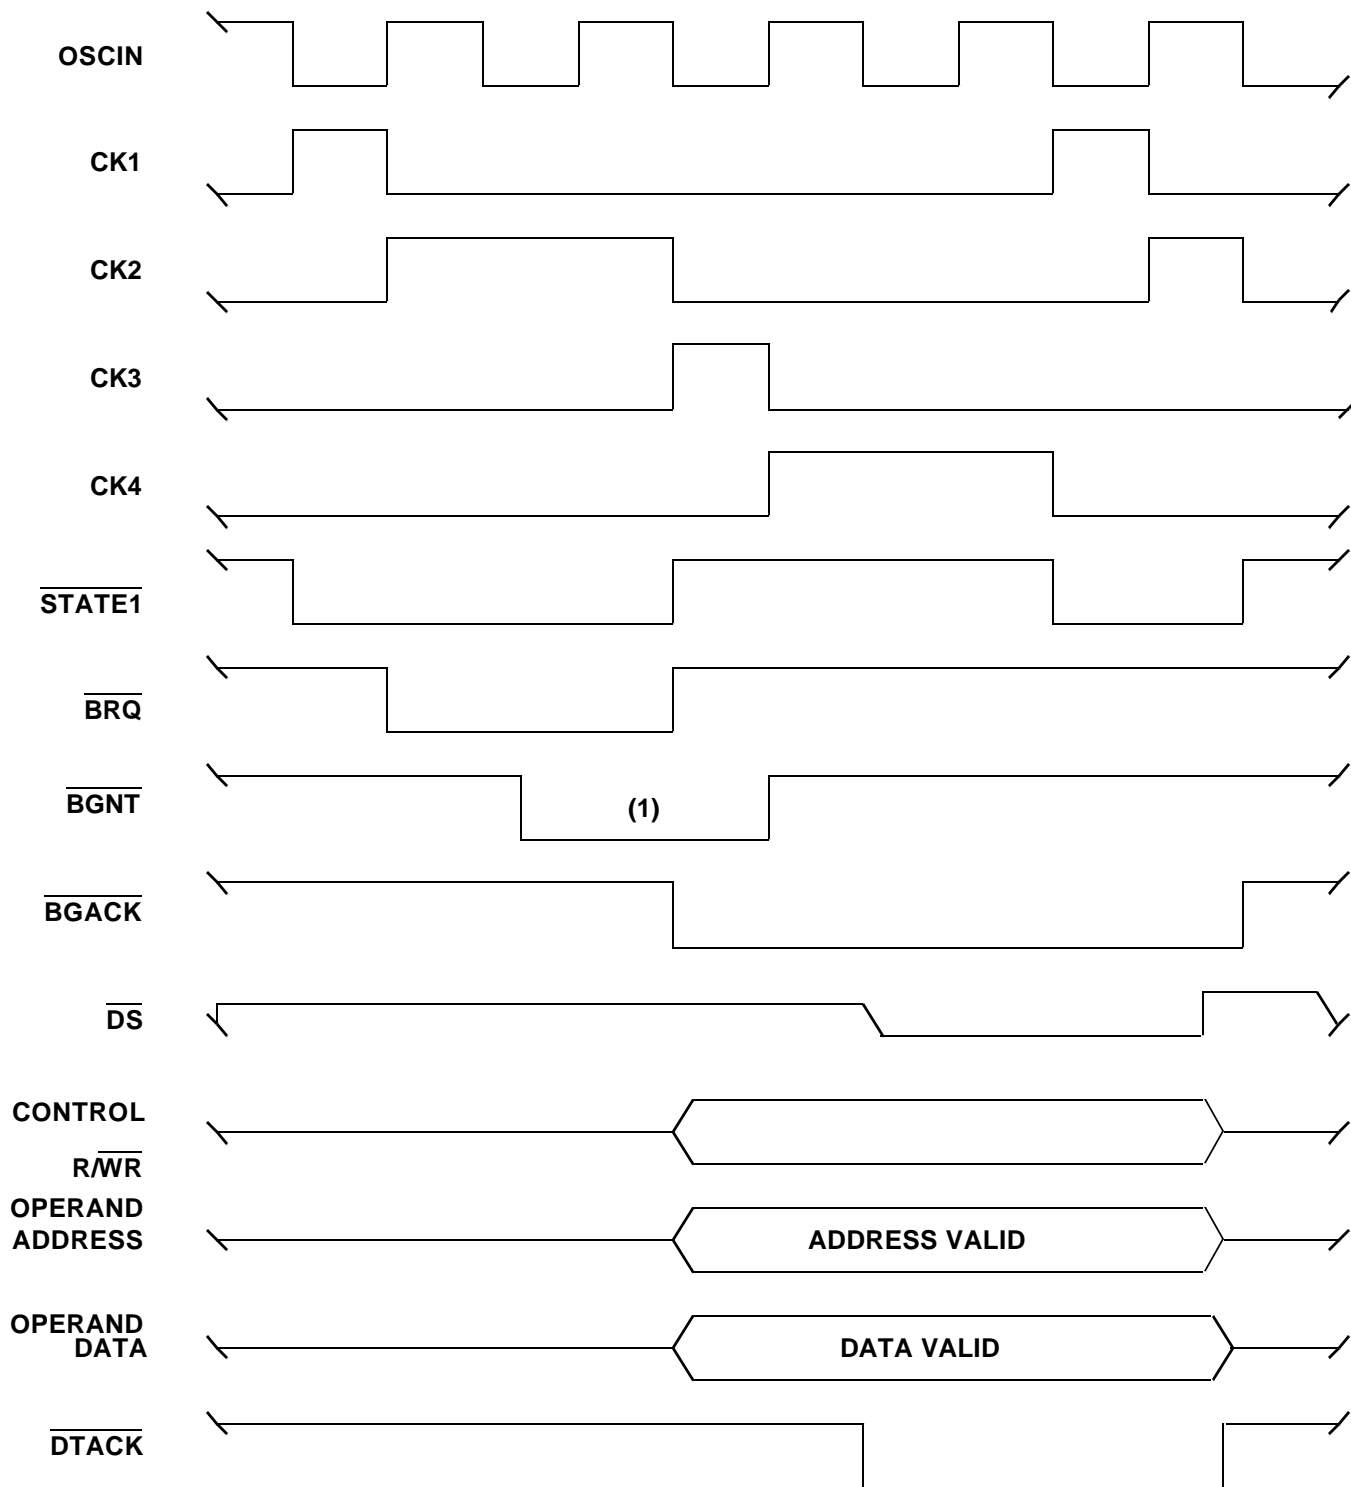 OSCIN
CK1
CK2
CK3
CK4
STATE1
BRQ
BGNT
(1)
BGACK
DS
CONTROL
R/WR
OPERAND
ADDRESS
ADDRESS VALID
OPERAND
DATA
DATA VALID
DTACK